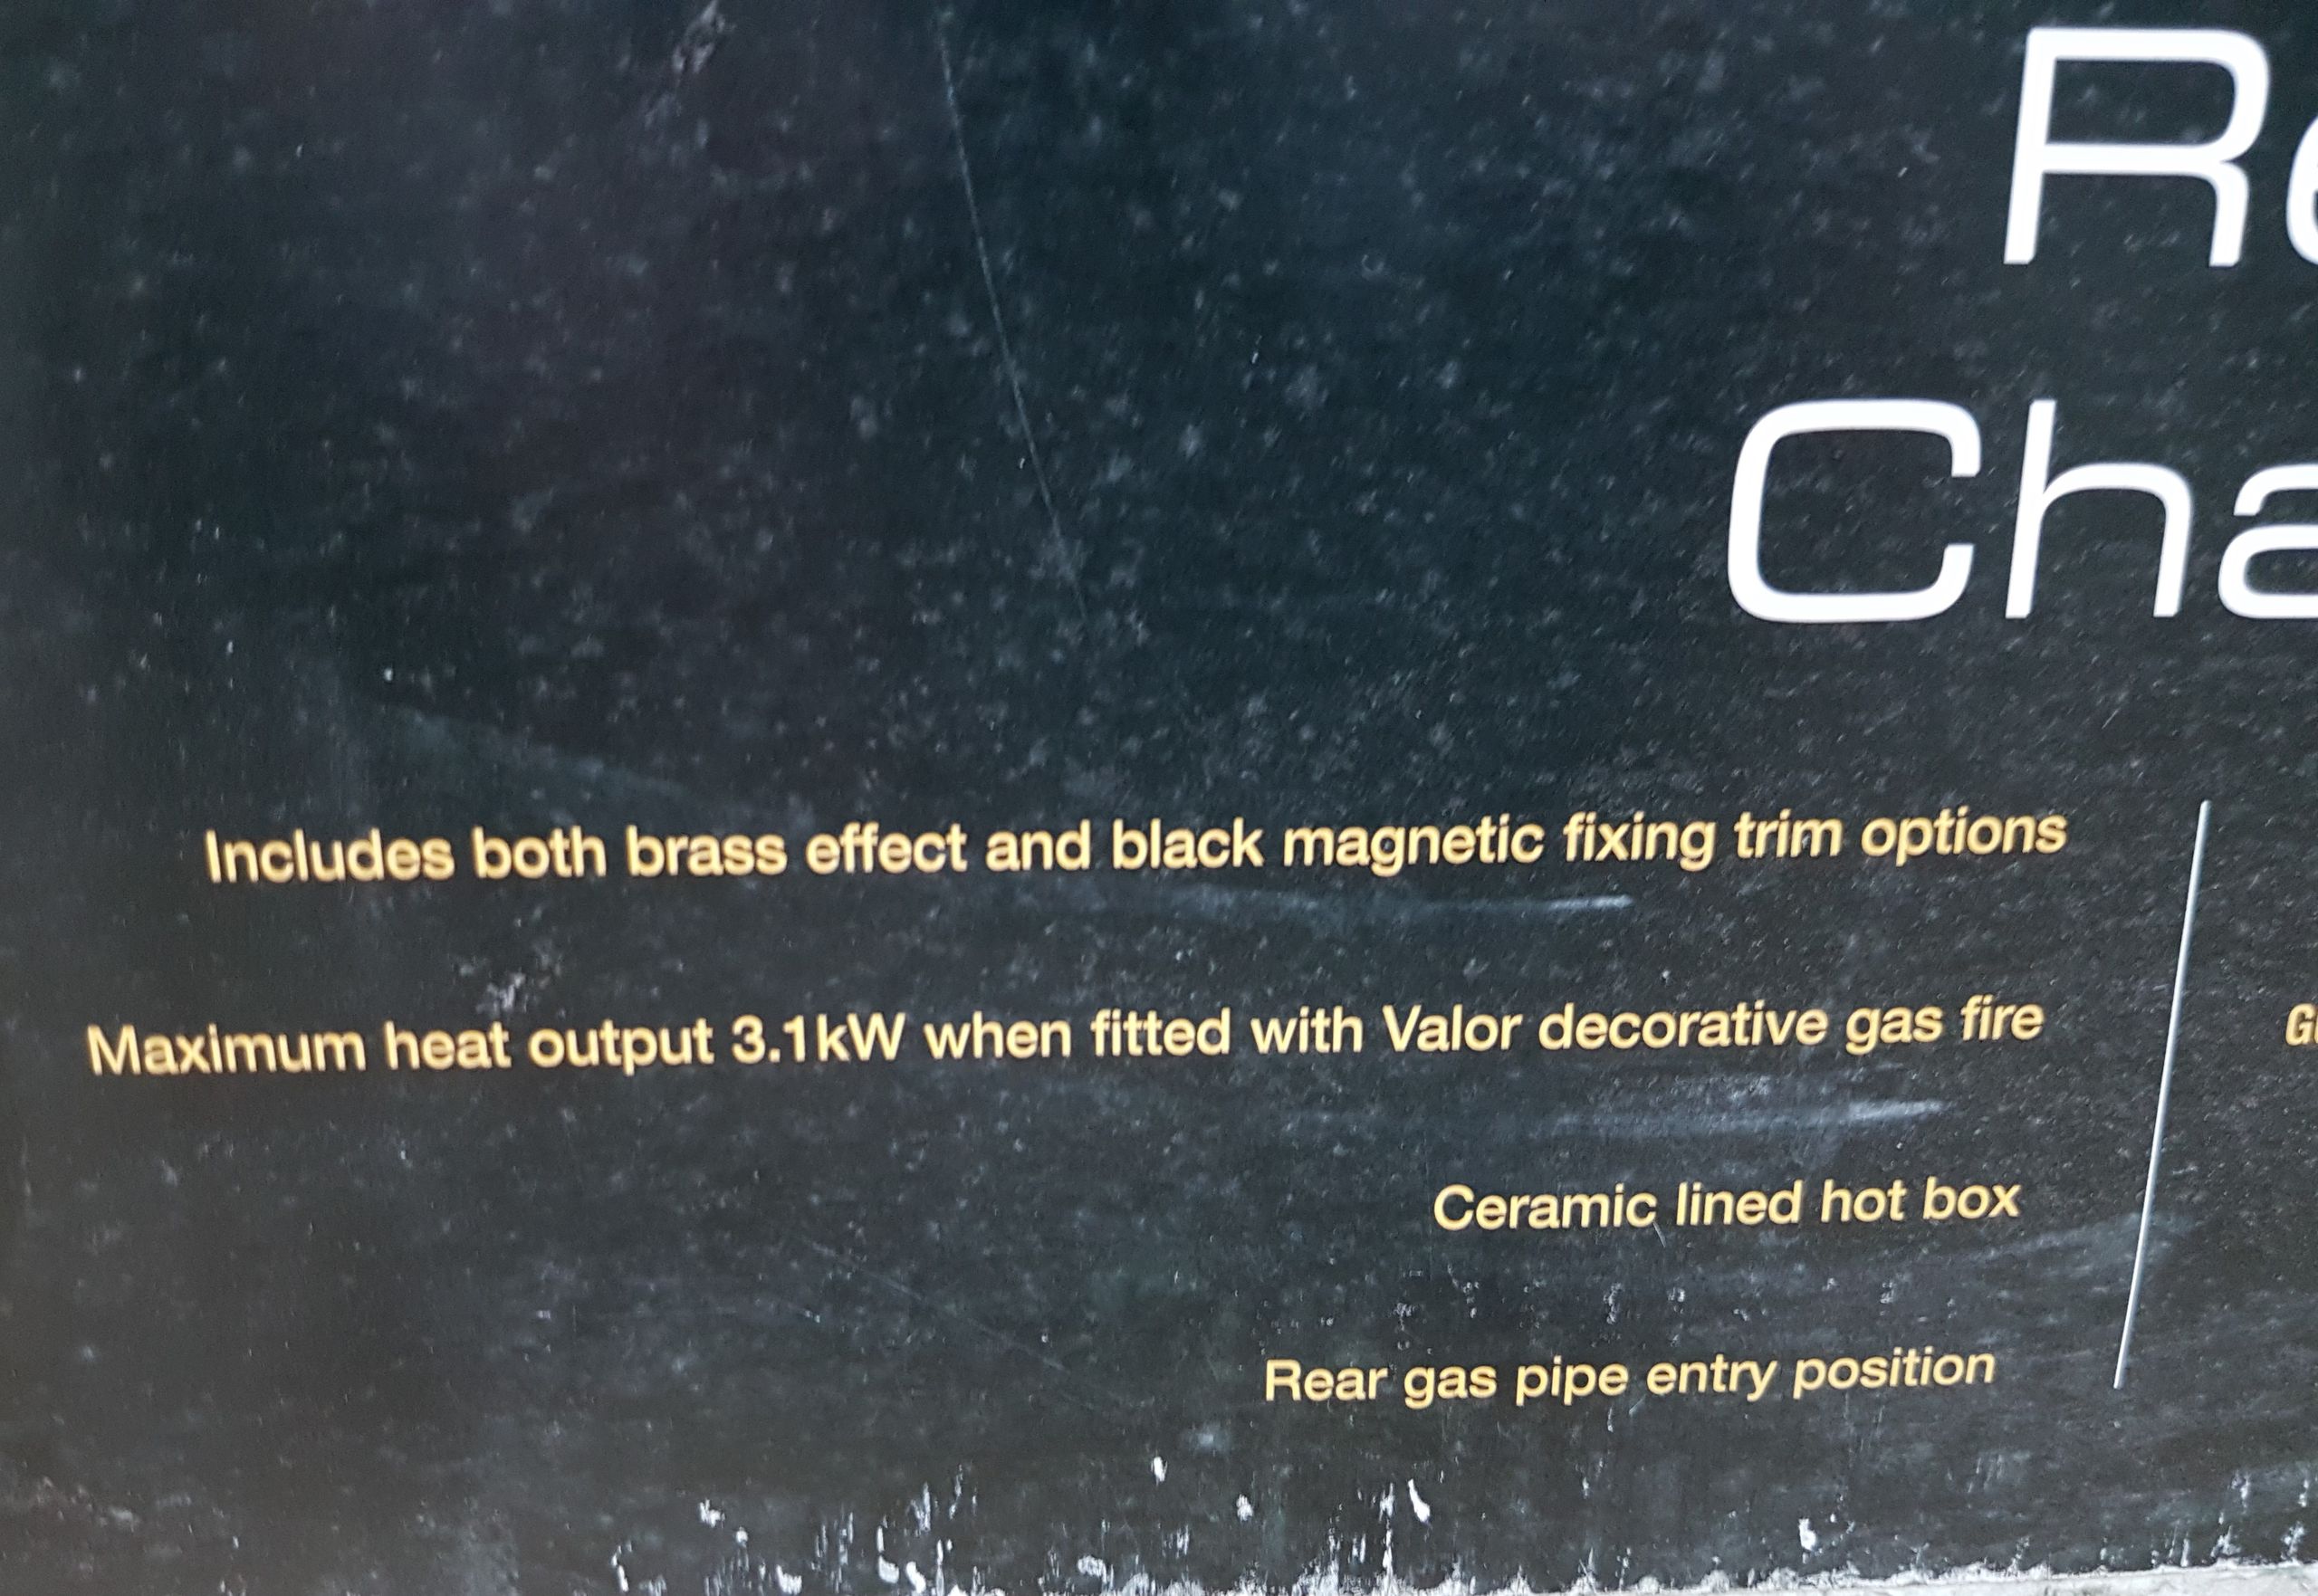 Re
Cha
Includes both brass effect and black magnetic fixing trim options
Maximum heat output 3.1kW when fitted with Valor decorative gas fire
G
Ceramic lined hot box
Rear gas pipe entry position